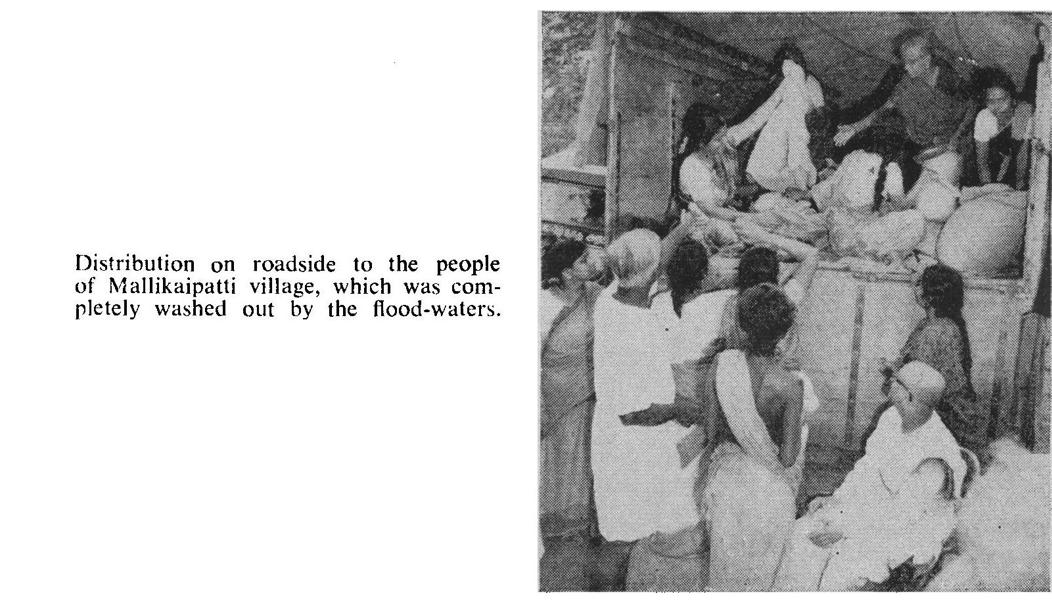 Distribution on roadside to the people
of Mallikaipatti village, which was com-
pletely washed out by the flood-waters.